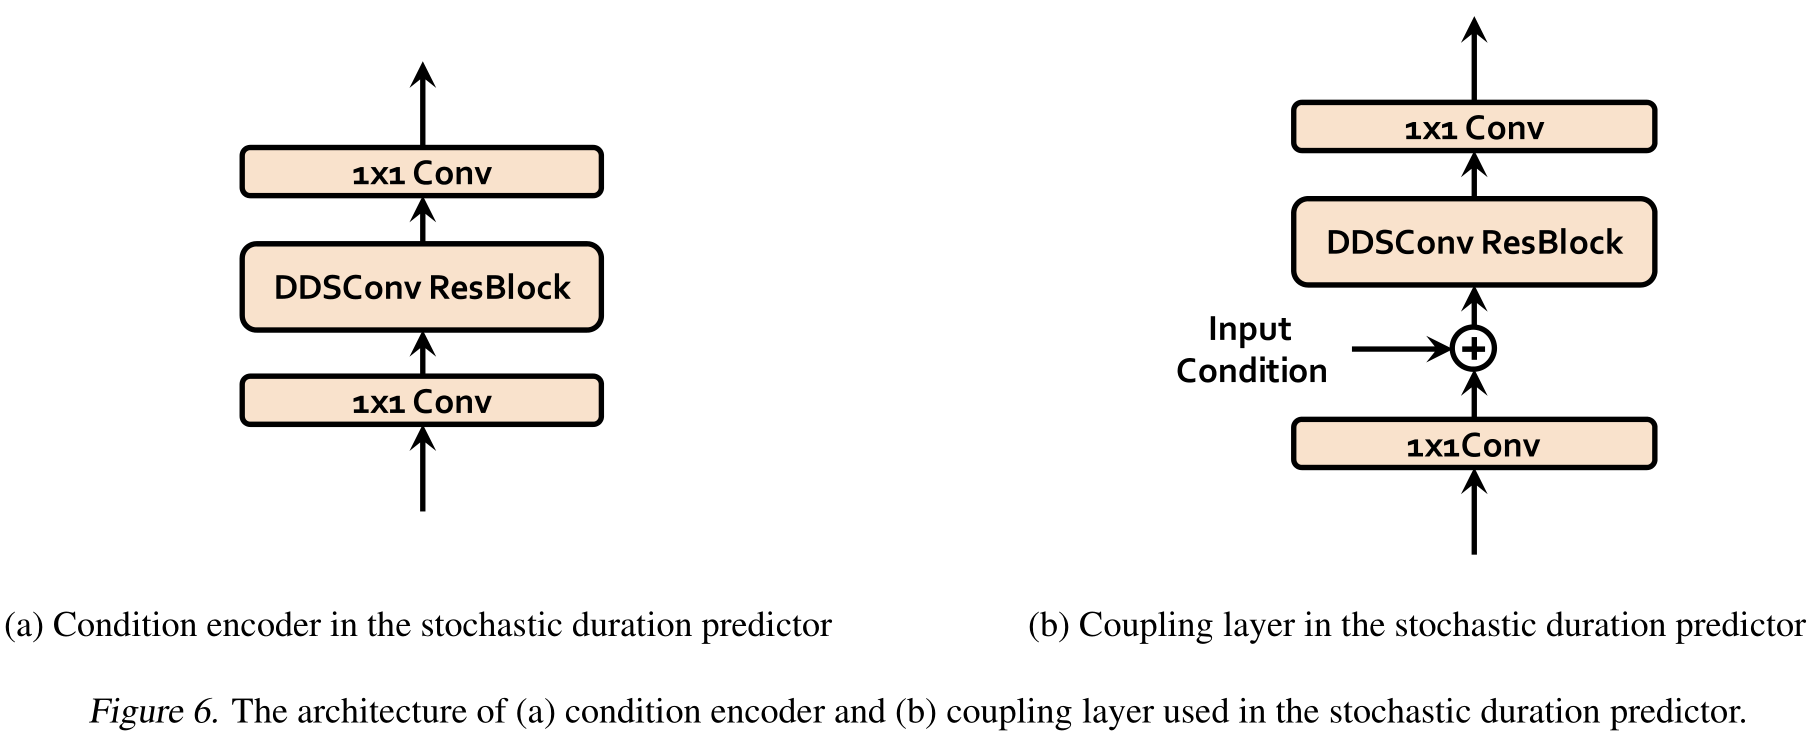 1x1 Conv
DDSConv ResBlock
1x1 Conv
(a) Condition encoder in the stochastic duration predictor
1x1 Conv
DDSConv ResBlock
Input
Condition
+
1x1Conv
(b) Coupling layer in the stochastic duration predictor
Figure 6. The architecture of (a) condition encoder and (b) coupling layer used in the stochastic duration predictor.